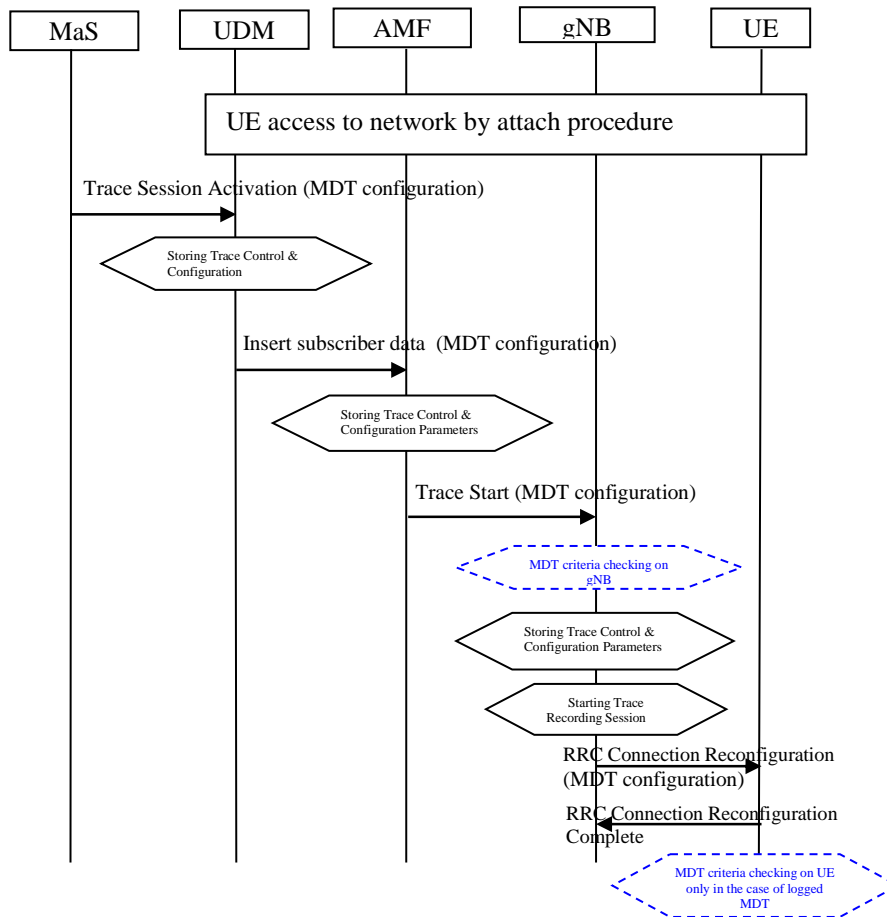 MaS
UDM
AMF
gNB
UE
UE access to network by attach procedure
Trace Session Activation (MDT configuration)
Storing Trace Control &
Configuration
Insert subscriber data (MDT configuration)
Storing Trace Control &
Configuration Parameters
Trace Start (MDT configuration)
MDT criteria checking on
gNB
Storing Trace Control &
Configuration Parameters
Starting Trace
Recording Session
RRC Connection Reconfiguration
(MDT configuration)
RRC Connection Reconfiguration
Complete
MDT criteria checking on UE
only in the case of logged
MDT